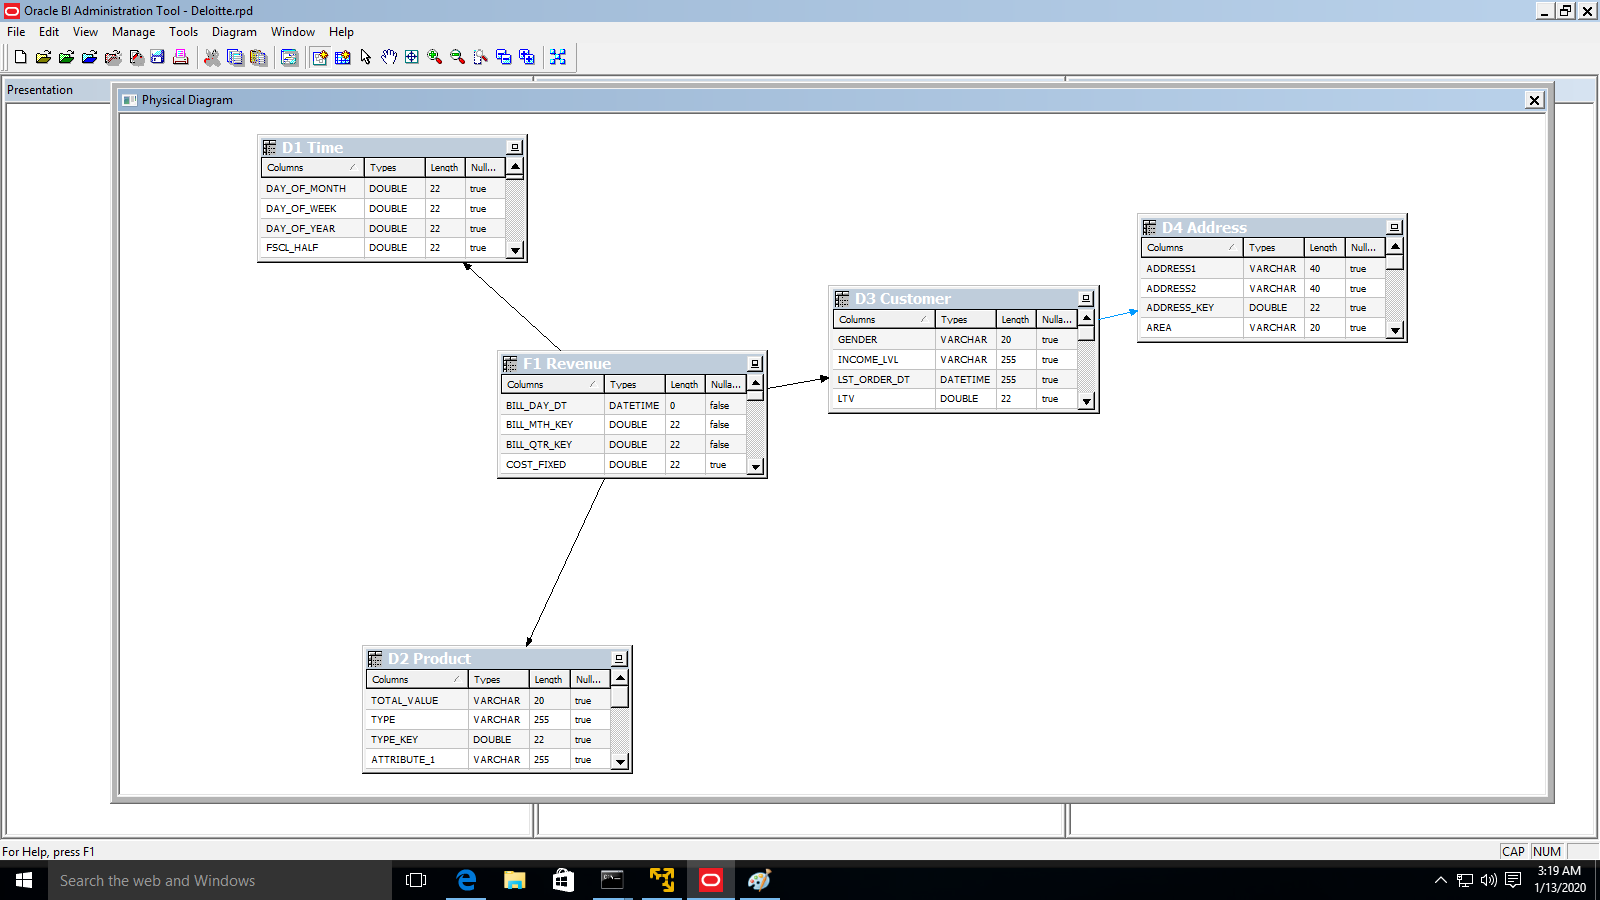 Oracle BI Administration Tool - Deloitte.rpd
File Edit View Manage Tools Diagram Window Help
Presentation
Physical Diagram
D1 Time
Columns Types Length Null...
DAY_OF_MONTH DOUBLE 22 true
DAY_OF_WEEK DOUBLE 22 true
DAY_OF_YEAR DOUBLE 22 true
FSCL_HALF DOUBLE 22 true
D4 Address
Columns Types Length Null...
ADDRESS1 VARCHAR 40 true
ADDRESS2 VARCHAR 40 true
ADDRESS_KEY DOUBLE 22 true
AREA VARCHAR 20 true
D3 Customer
Columns Types Length Nulla...
GENDER VARCHAR 20 true
INCOME_LVL VARCHAR 255 true
LST_ORDER_DT DATETIME 255 true
LTV DOUBLE 22 true
F1 Revenue
Columns Types Length Nulla...
BILL_DAY_DT DATETIME 0 false
BILL_MTH_KEY DOUBLE 22 false
BILL_QTR_KEY DOUBLE 22 false
COST_FIXED DOUBLE 22 true
D2 Product
Columns Types Length Null...
TOTAL_VALUE VARCHAR 20 true
TYPE VARCHAR 255 true
TYPE_KEY DOUBLE 22 true
ATTRIBUTE_1 VARCHAR 255 true
For Help, press F1
CAP NUM
Search the web and Windows
3:19 AM
1/13/2020